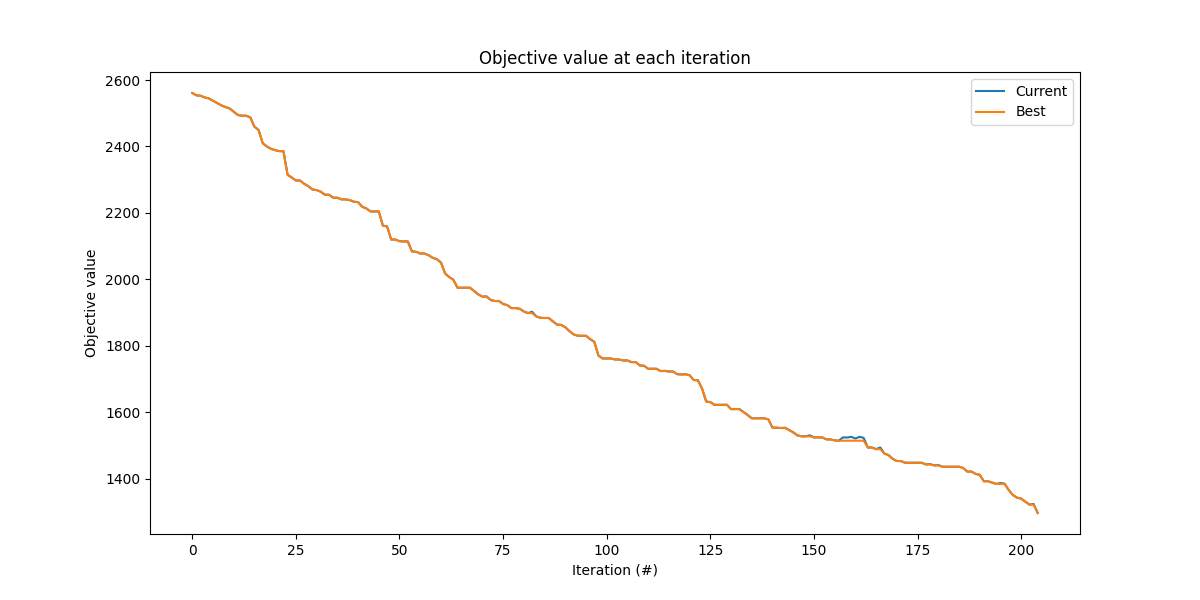 Objective value at each iteration
Current
Best
Objective value
2600
2400
2200
2000
1800
1600
1400
0 25 50 75 100 125 150 175 200
Iteration (#)